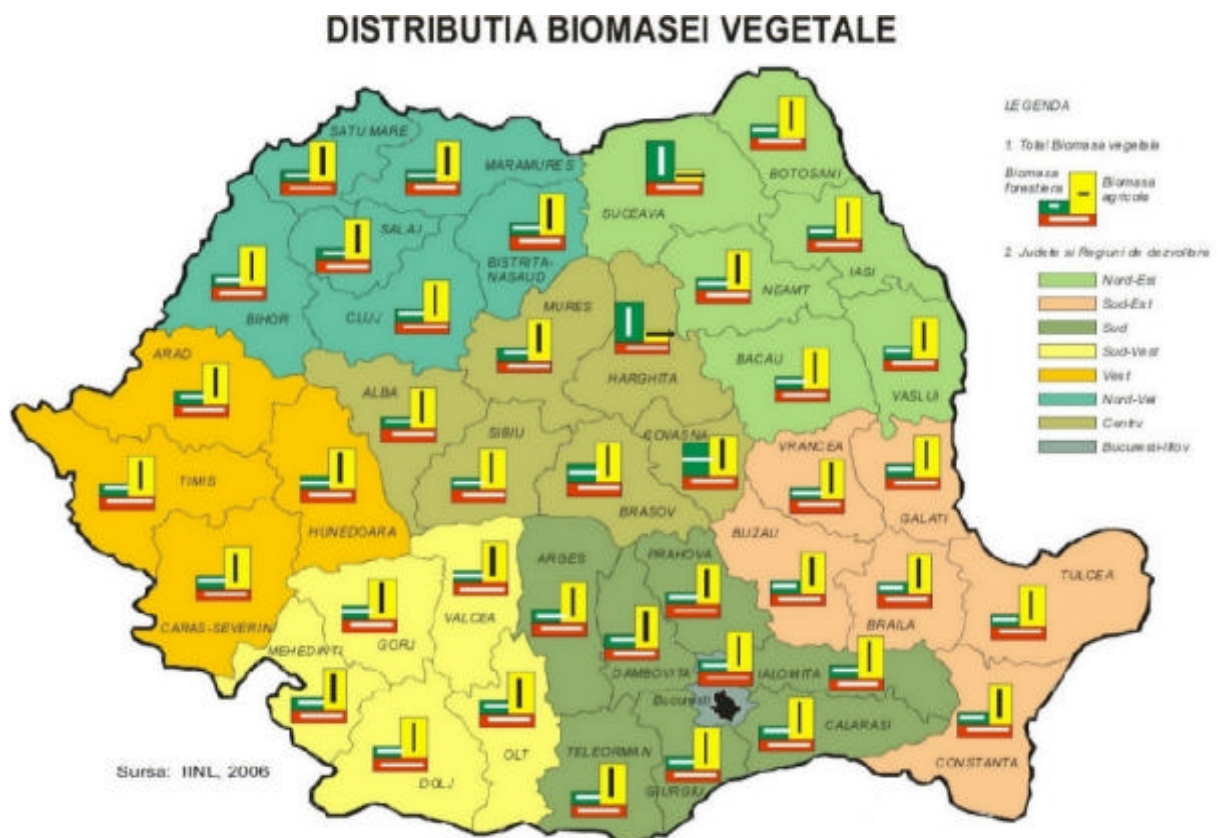 DISTRIBUTIA BIOMASEI VEGETALE
LEGENDA
1. Total Biomasa vegetala
Biomasa forestiera
Biomasa agricola
2. Judete si Regiuni de dezvoltare
Nord-Est
Sud-Est
Sud
Sud-Vest
Vest
Nord-Vet
Centru
Bucuresti-Ilfov
SATU MARE
MARAMURES
BOTOSANI
SUCEAVA
SALAJ
BISTRITA-
NASAUD
IASI
NEAMT
BIHOR
CLUJ
MURES
ARAD
ALBA
HARGHITA
BACAU
VASLUI
SIBIU
COVASNA
VRANCEA
TIMIS
HUNEDOARA
BRASOV
GALATI
BUZAU
ARGES
PRAHOVA
TULCEA
CARAS-SEVERIN
VALCEA
BRAILA
MEHEDINTI
GORJ
DAMBOVITA
IALOMITA
Bucuresti
CALARASI
OLT
TELEORMAN
CONSTANTA
DOLJ
GIURGIU
Sursa: IINL, 2006